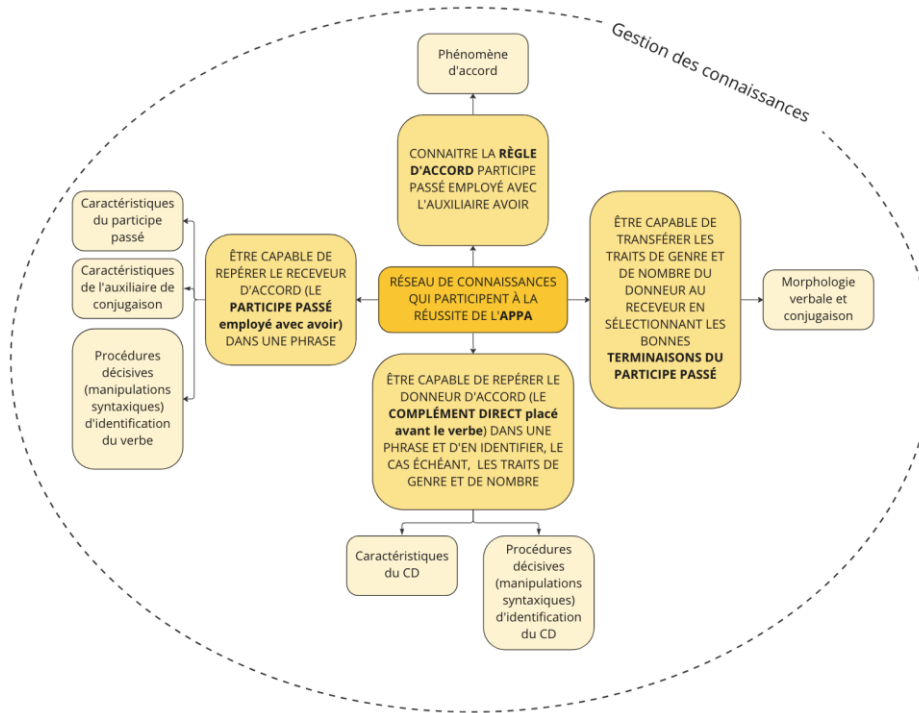 Gestion des connaissances
Phénomène
d'accord
CONNAITRE LA RÈGLE
D'ACCORD PARTICIPE
PASSÉ EMPLOYÉ AVEC
L'AUXILIAIRE AVOIR
Caractéristiques
du participe
passé
Caractéristiques
de l'auxiliaire de
conjugaison
Procédures
décisives
(manipulations
syntaxiques)
d'identification
du verbe
ÊTRE CAPABLE DE
REPÉRER LE RECEVEUR
D'ACCORD (LE
PARTICIPE PASSÉ
employé avec avoir)
DANS UNE PHRASE
RÉSEAU DE CONNAISSANCES
QUI PARTICIPENT À LA
RÉUSSITE DE L'APPA
ÊTRE CAPABLE DE
TRANSFÉRER LES
TRAITS DE GENRE ET
DE NOMBRE DU
DONNEUR AU
RECEVEUR EN
SÉLECTIONNANT LES
BONNES
TERMINAISONS DU
PARTICIPE PASSÉ
Morphologie
verbale et
conjugaison
ÊTRE CAPABLE DE REPÉRER LE
DONNEUR D'ACCORD (LE
COMPLÉMENT DIRECT placé
avant le verbe) DANS UNE
PHRASE ET D'EN IDENTIFIER, LE
CAS ÉCHÉANT, LES TRAITS DE
GENRE ET DE NOMBRE
Caractéristiques
du CD
Procédures
décisives
(manipulations
syntaxiques)
d'identification
du CD